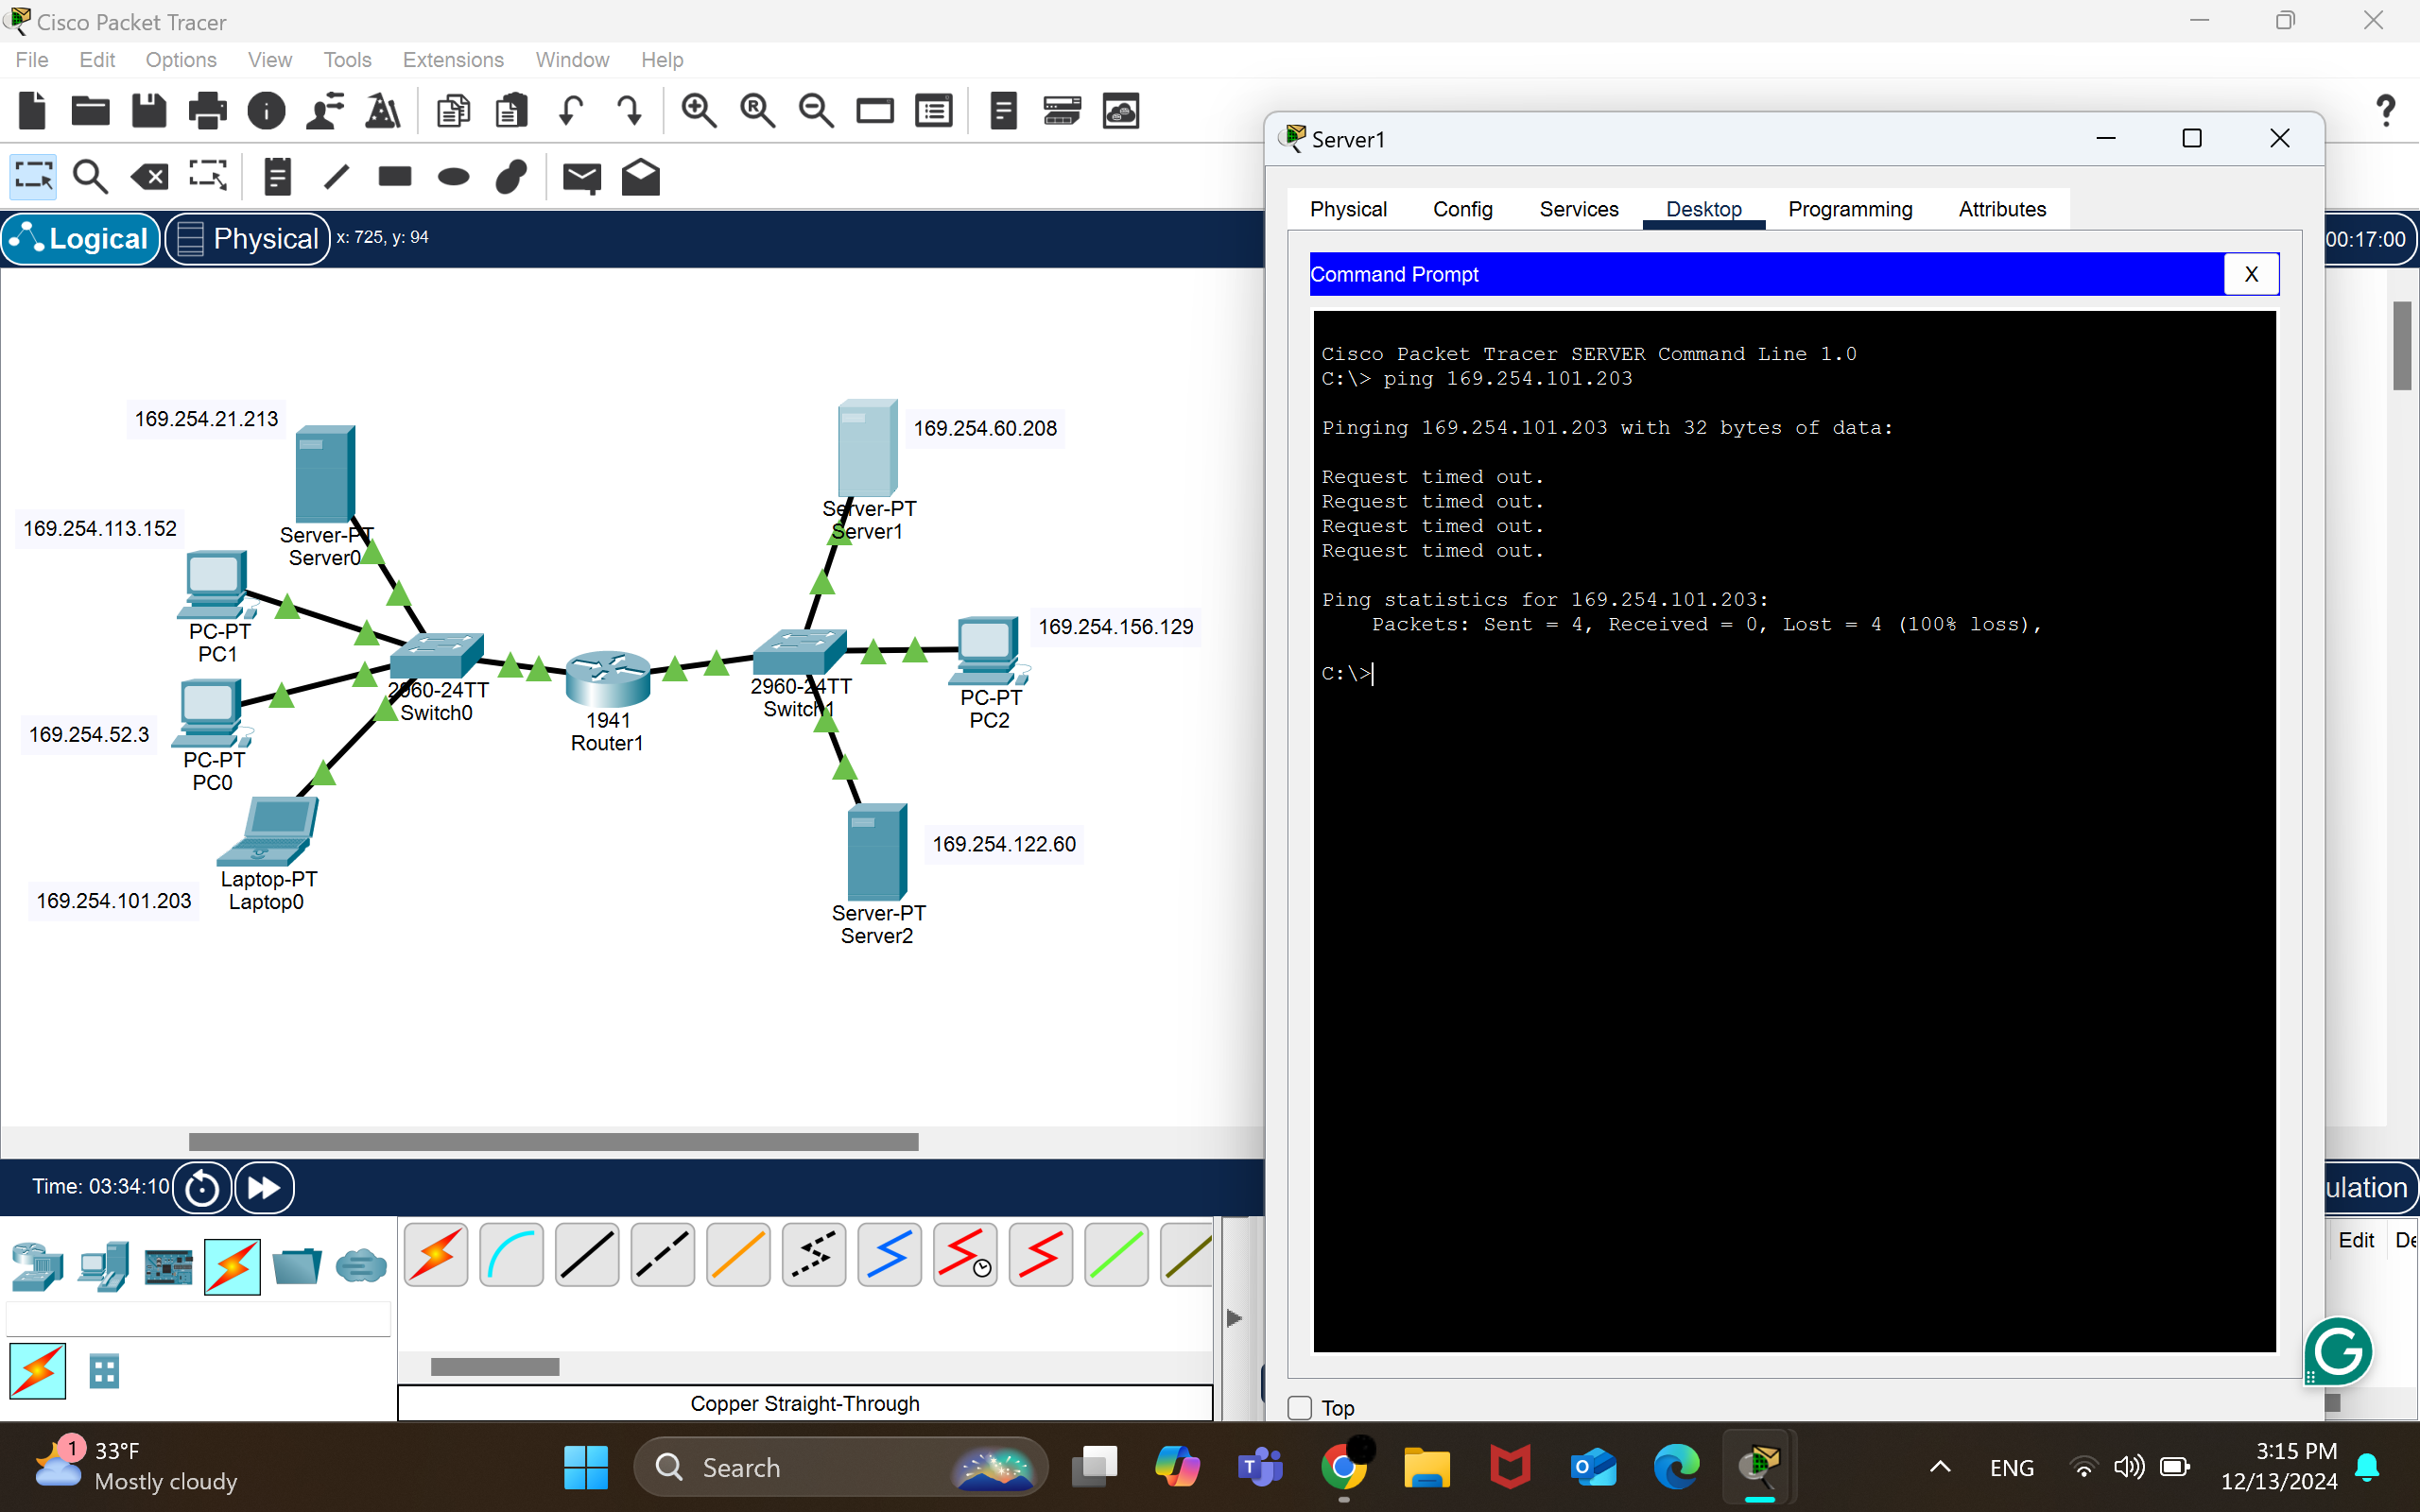 Cisco Packet Tracer
File Edit Options View Tools Extensions Window Help
Logical Physical x: 725, y: 94
00:17:00
169.254.21.213
Server-PT
Server0
169.254.113.152
PC-PT
PC1
169.254.52.3
PC-PT
PC0
169.254.101.203
Laptop-PT
Laptop0
2960-24TT
Switch0
1941
Router1
169.254.60.208
Server-PT
Server1
2960-24TT
Switch1
169.254.156.129
PC-PT
PC2
169.254.122.60
Server-PT
Server2
Server1
Physical Config Services Desktop Programming Attributes
Command Prompt X
Cisco Packet Tracer SERVER Command Line 1.0
C:\> ping 169.254.101.203
Pinging 169.254.101.203 with 32 bytes of data:
Request timed out.
Request timed out.
Request timed out.
Request timed out.
Ping statistics for 169.254.101.203:
Packets: Sent = 4, Received = 0, Lost = 4 (100% loss),
C:\>
Top
Time: 03:34:10
ulation
Edit De
Copper Straight-Through
1
33°F
Mostly cloudy
Search
ENG
3:15 PM
12/13/2024